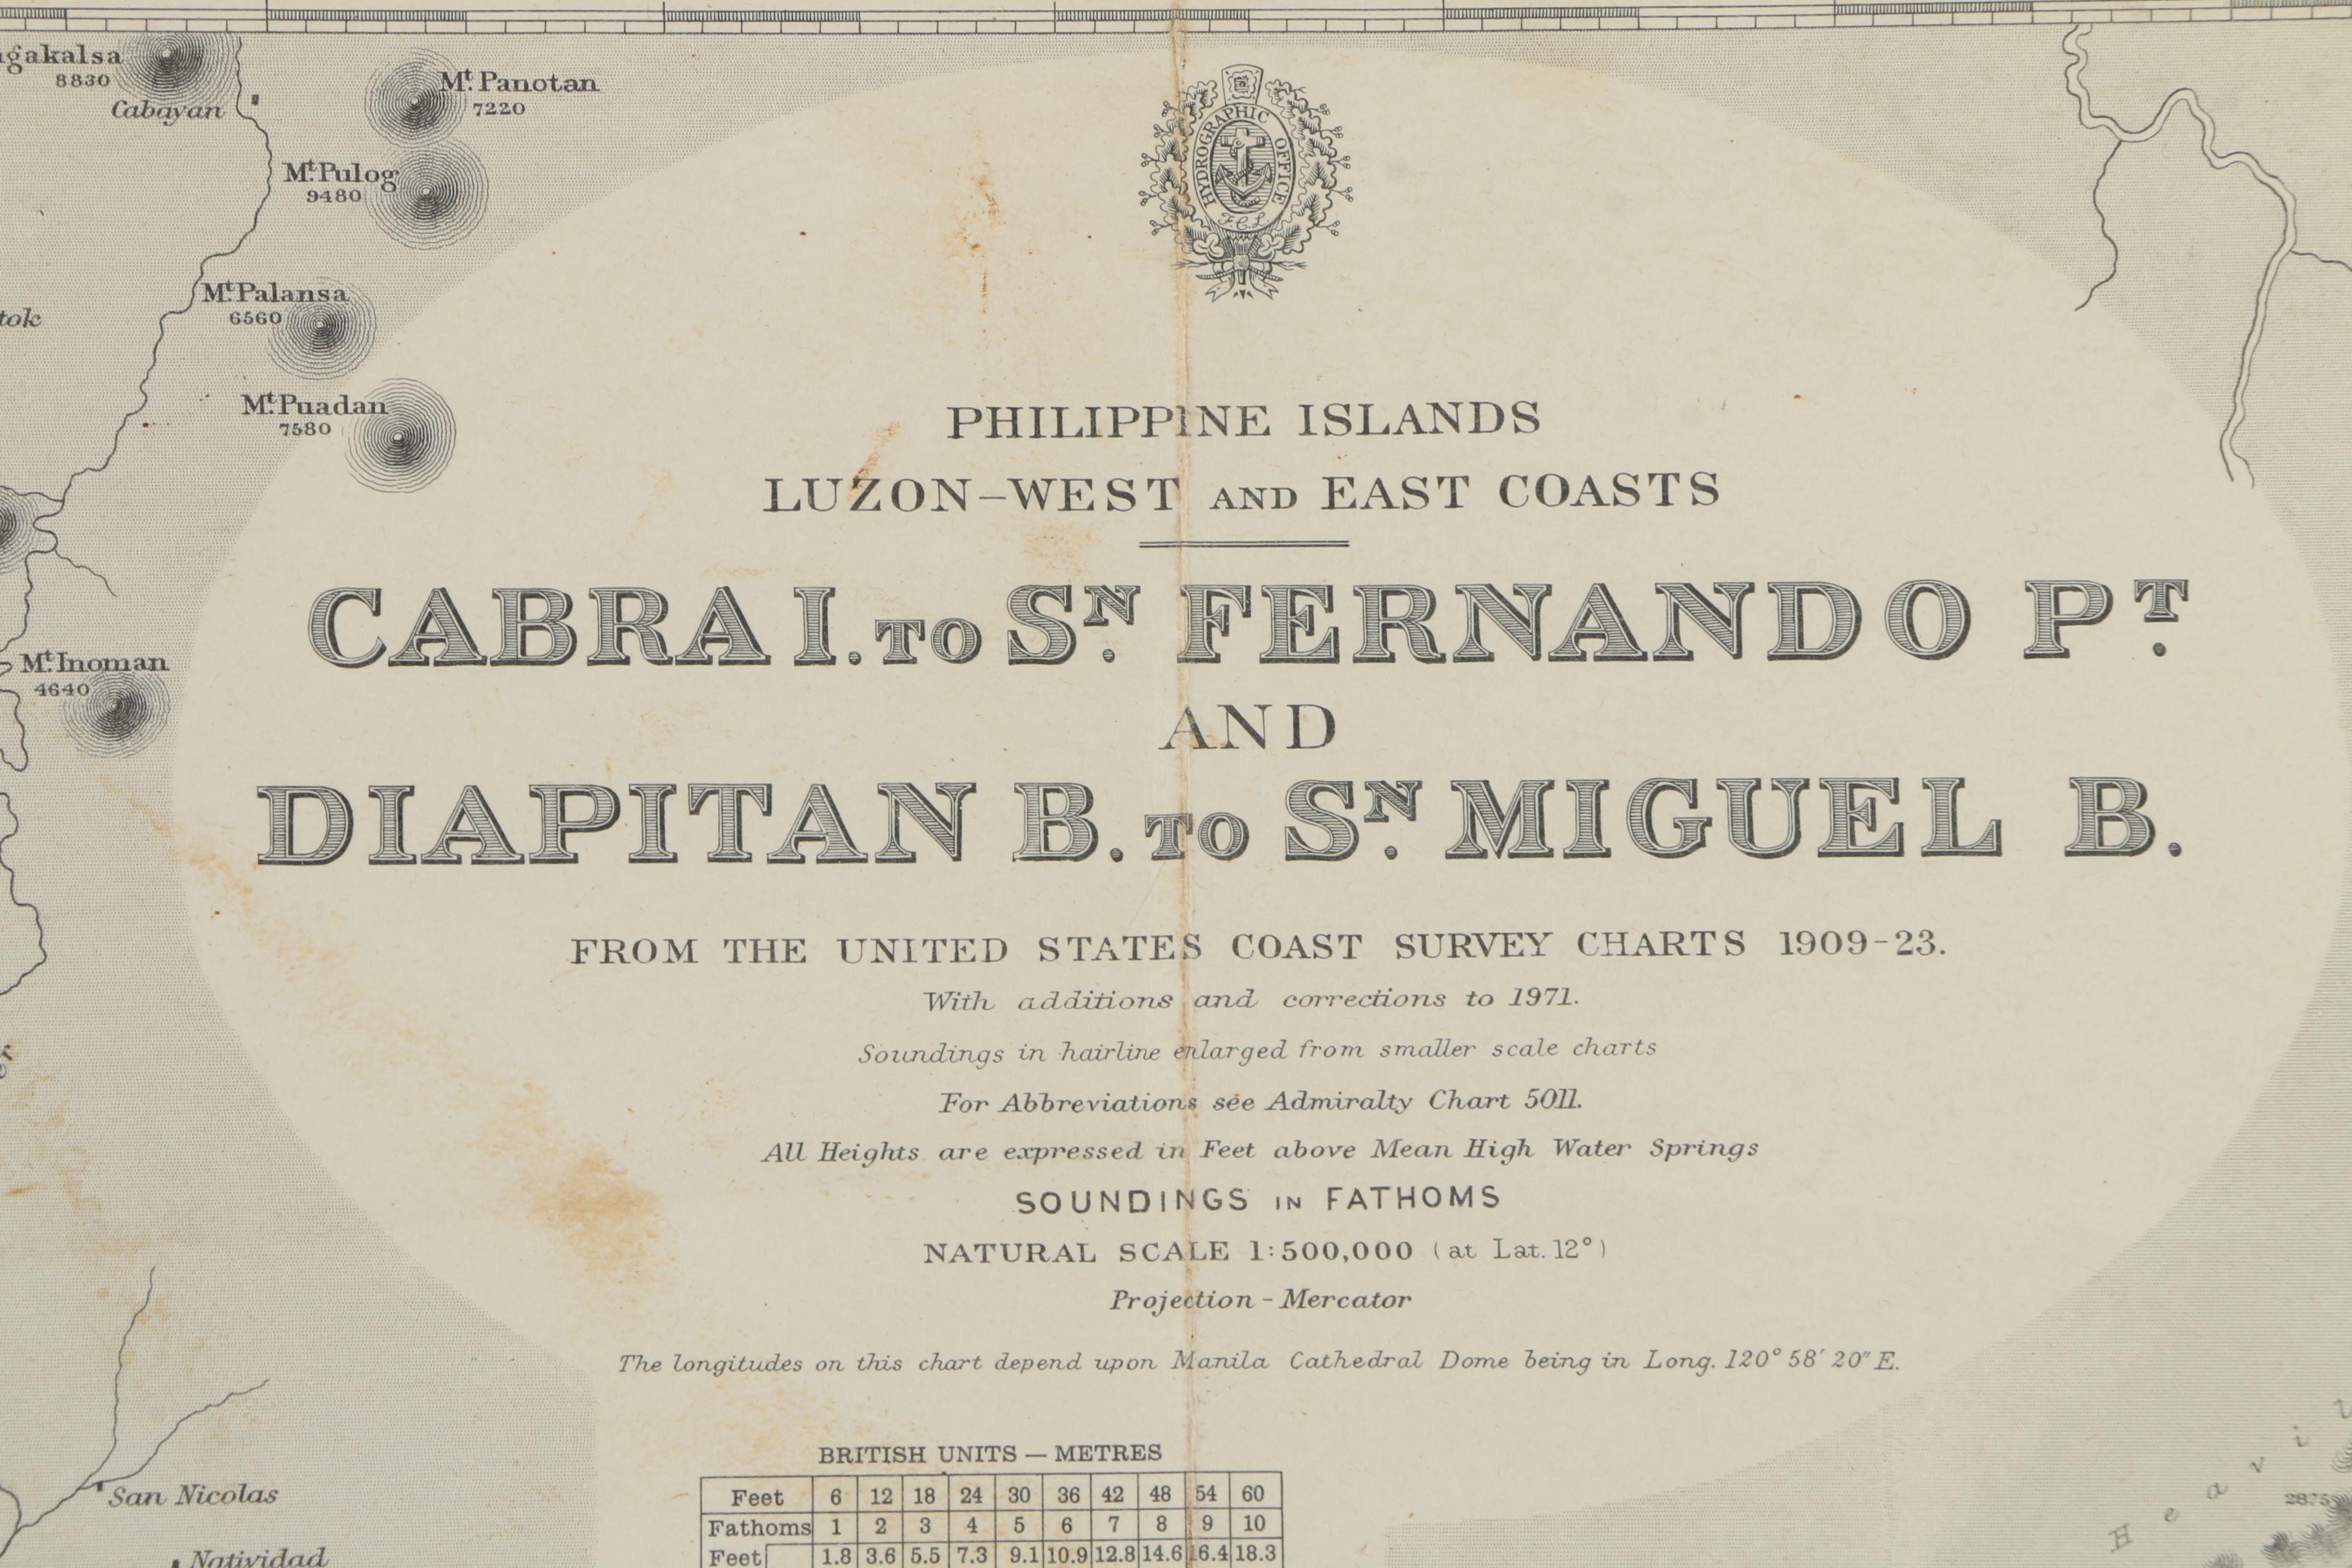 8830
Cabayan
Mt. Panotan
7220
Mt. Pulog
9480
Mt. Palansa
6560
Mt. Puadan
7580
Mt. Inoman
4640
HYDROGRAPHIC OFFICE
PHILIPPINE ISLANDS
LUZON–WEST AND EAST COASTS
CABRA I. TO SN. FERNANDO PT.
AND
DIAPITAN B. TO SN. MIGUEL B.
FROM THE UNITED STATES COAST SURVEY CHARTS 1909-23.
With additions and corrections to 1971.
Soundings in hairline enlarged from smaller scale charts
For Abbreviations see Admiralty Chart 5011.
All Heights are expressed in Feet above Mean High Water Springs
SOUNDINGS IN FATHOMS
NATURAL SCALE 1:500,000 (at Lat. 12°)
Projection - Mercator
The longitudes on this chart depend upon Manila Cathedral Dome being in Long. 120° 58' 20" E.
BRITISH UNITS — METRES
Feet 6 12 18 24 30 36 42 48 54 60
Fathoms 1 2 3 4 5 6 7 8 9 10
Feet 1.8 3.6 5.5 7.3 9.1 10.9 12.8 14.6 16.4 18.3
San Nicolas
Natividad
2875